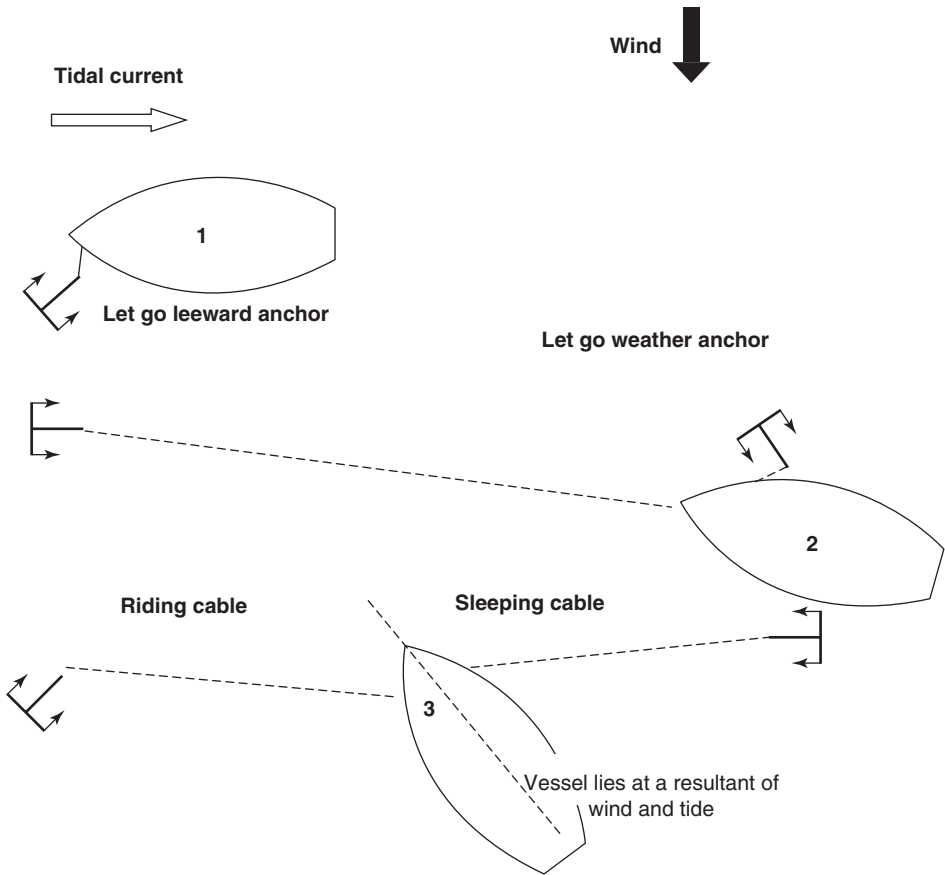 Wind
Tidal current
1
Let go leeward anchor
Let go weather anchor
2
Riding cable
Sleeping cable
3
Vessel lies at a resultant of
wind and tide